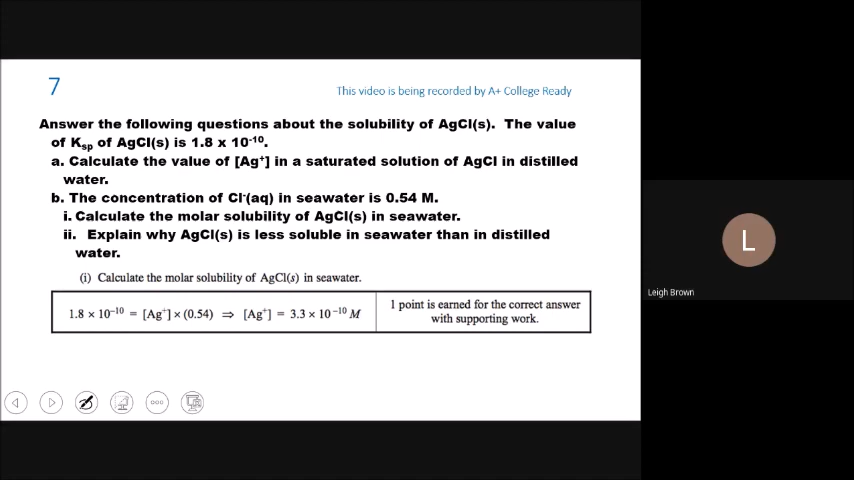 7
This video is being recorded by A+ College Ready
Answer the following questions about the solubility of AgCl(s). The value
of Ksp of AgCl(s) is 1.8 x 10⁻¹⁰.
a. Calculate the value of [Ag⁺] in a saturated solution of AgCl in distilled
water.
b. The concentration of Cl⁻(aq) in seawater is 0.54 M.
i. Calculate the molar solubility of AgCl(s) in seawater.
ii. Explain why AgCl(s) is less soluble in seawater than in distilled
water.
(i) Calculate the molar solubility of AgCl(s) in seawater.
1.8 × 10⁻¹⁰ = [Ag⁺] × (0.54) ⇒ [Ag⁺] = 3.3 × 10⁻¹⁰ M
1 point is earned for the correct answer
with supporting work.
L
Leigh Brown